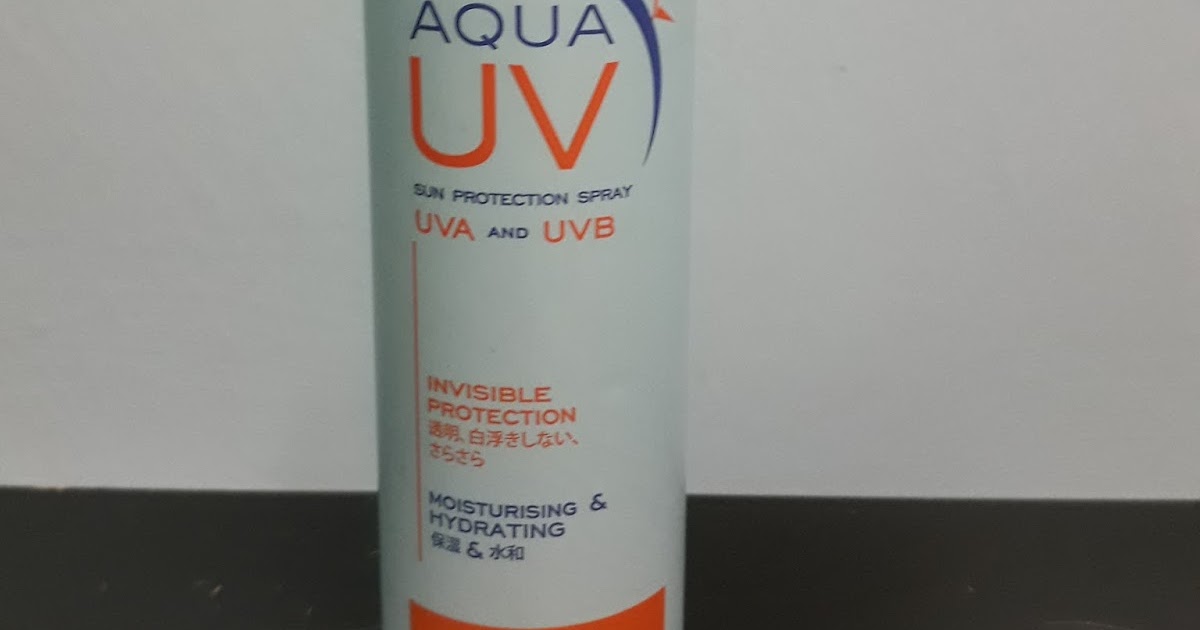 AQUA
UV
SUN PROTECTION SPRAY
UVA AND UVB
INVISIBLE
PROTECTION
透明、白浮きしない、
さらさら
MOISTURISING &
HYDRATING
保湿 & 水和